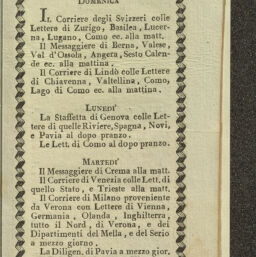 DOMENICA
IL Corriere degli Svizzeri colle
Lettere di Zurigo, Basilea, Lucer-
na, Lugano, Como ec. alla matt.
Il Messaggiere di Berna, Valese,
Val d'Ossola, Angera, Sesto Calen-
de ec. alla mattina.
Il Corriere di Lindò colle Lettere
di Chiavenna, Valtellina, Como,
Lago di Como ec. alla mattina.
LUNEDI'
La Staffetta di Genova colle Let-
tere di quelle Riviere, Spagna, Novi,
e Pavia al dopo pranzo.
Le Lett. di Como al dopo pranzo.
MARTEDI'
Il Messaggiere di Crema alla matt.
Il Corriere di Venezia colle Lett. di
quello Stato, e Trieste alla matt.
Il Corriere di Milano proveniente
da Verona con Lettere di Vienna,
Germania, Olanda, Inghilterra,
tutto il Nord, di Verona, e dei
Dipartimenti del Mella, e del Serio
a mezzo giorno.
La Diligen. di Pavia a mezzo gior.